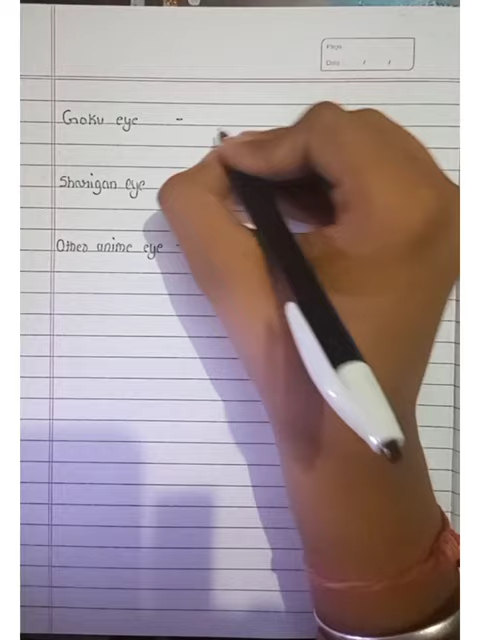 Page
Date / /
Goku eye -
Sharigan eye
Other anime eye -